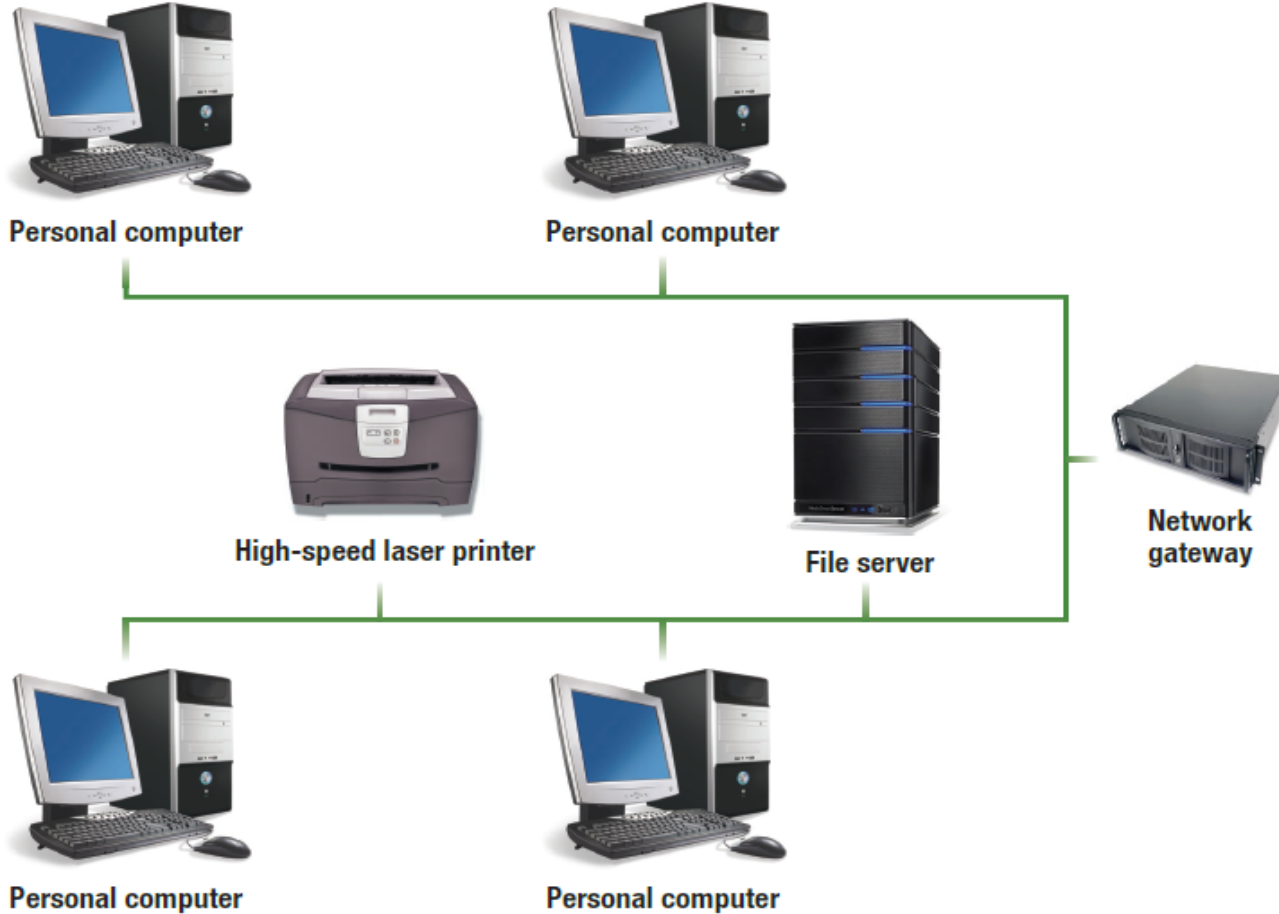 Personal computer
Personal computer
High-speed laser printer
File server
Network
gateway
Personal computer
Personal computer